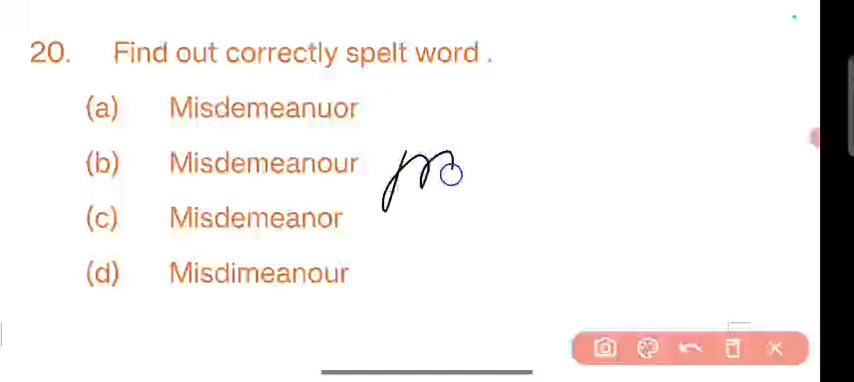 20. Find out correctly spelt word .
(a) Misdemeanuor
(b) Misdemeanour
(c) Misdemeanor
(d) Misdimeanour